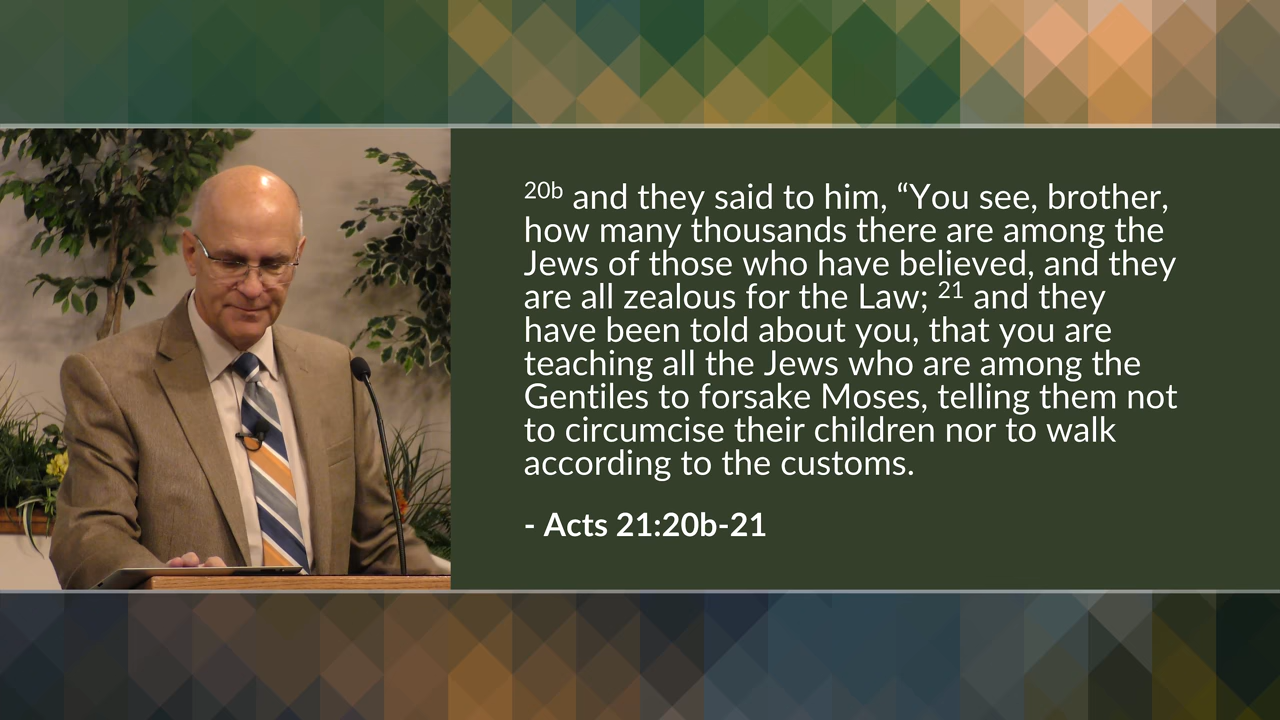 20b and they said to him, “You see, brother,
how many thousands there are among the
Jews of those who have believed, and they
are all zealous for the Law; 21 and they
have been told about you, that you are
teaching all the Jews who are among the
Gentiles to forsake Moses, telling them not
to circumcise their children nor to walk
according to the customs.
- Acts 21:20b-21